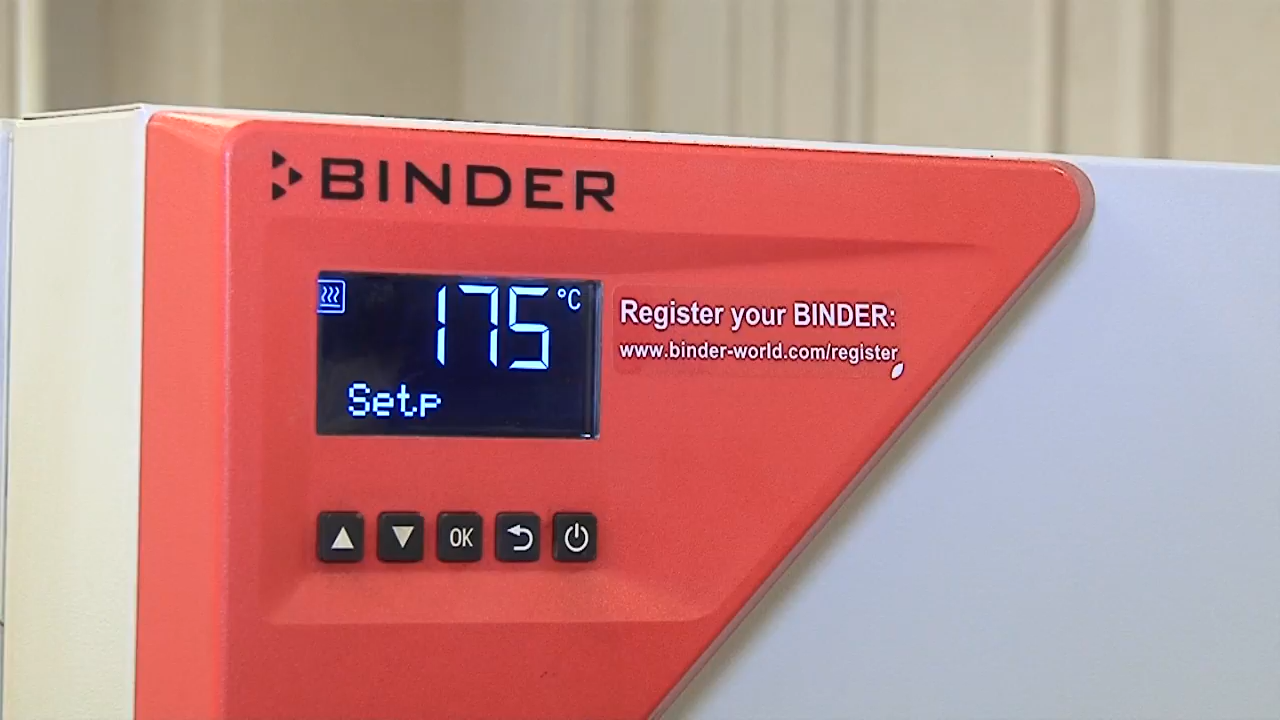 BINDER
175 °C
Setp
Register your BINDER:
www.binder-world.com/register
OK